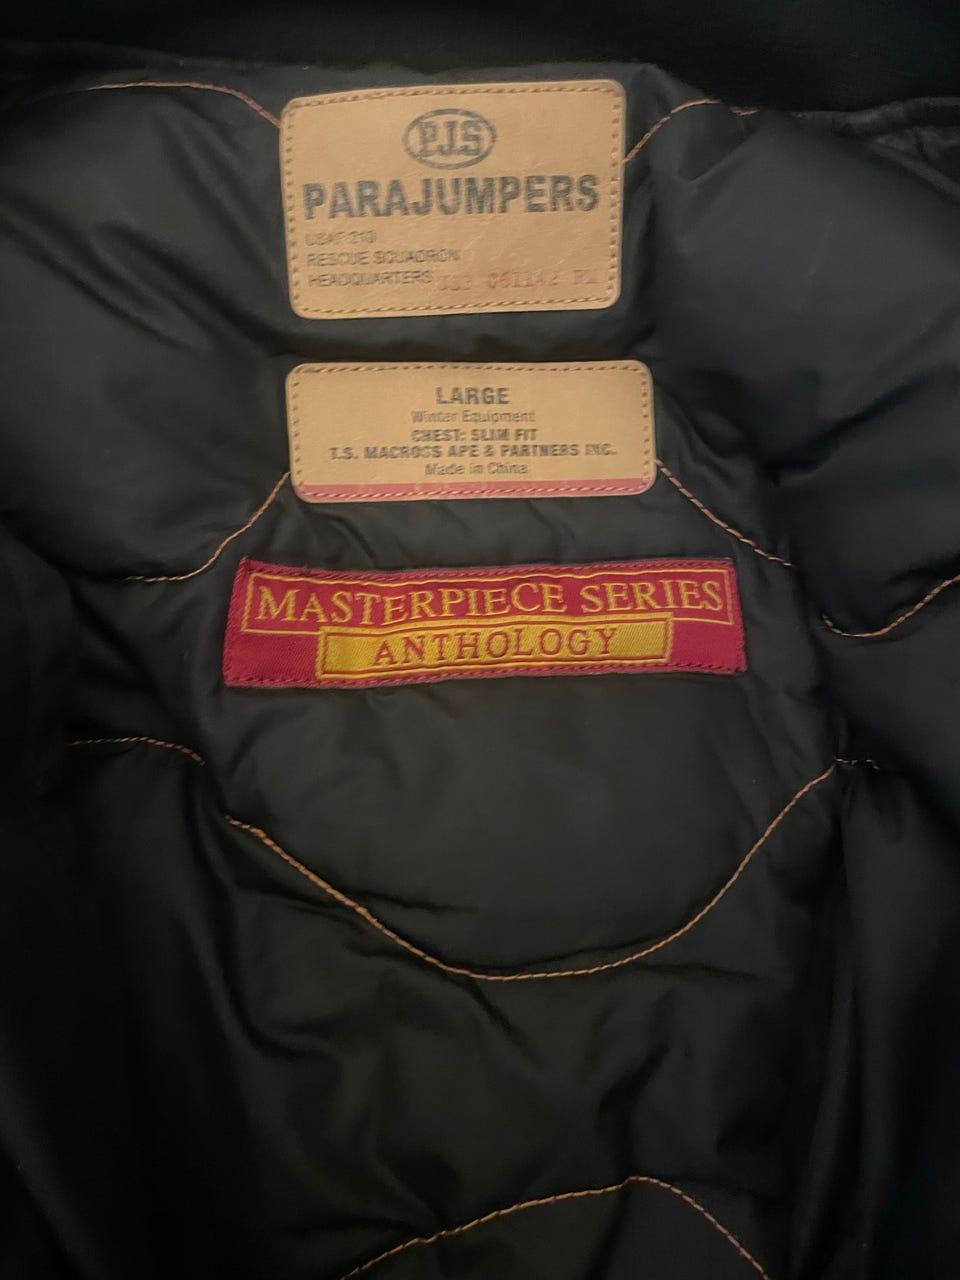 PJS
PARAJUMPERS
USAF 210
RESCUE SQUADRON
HEADQUARTERS
LARGE
Winter Equipment
CHEST: SLIM FIT
T.S. MACROSS APE & PARTNERS INC.
Made in China
MASTERPIECE SERIES
ANTHOLOGY